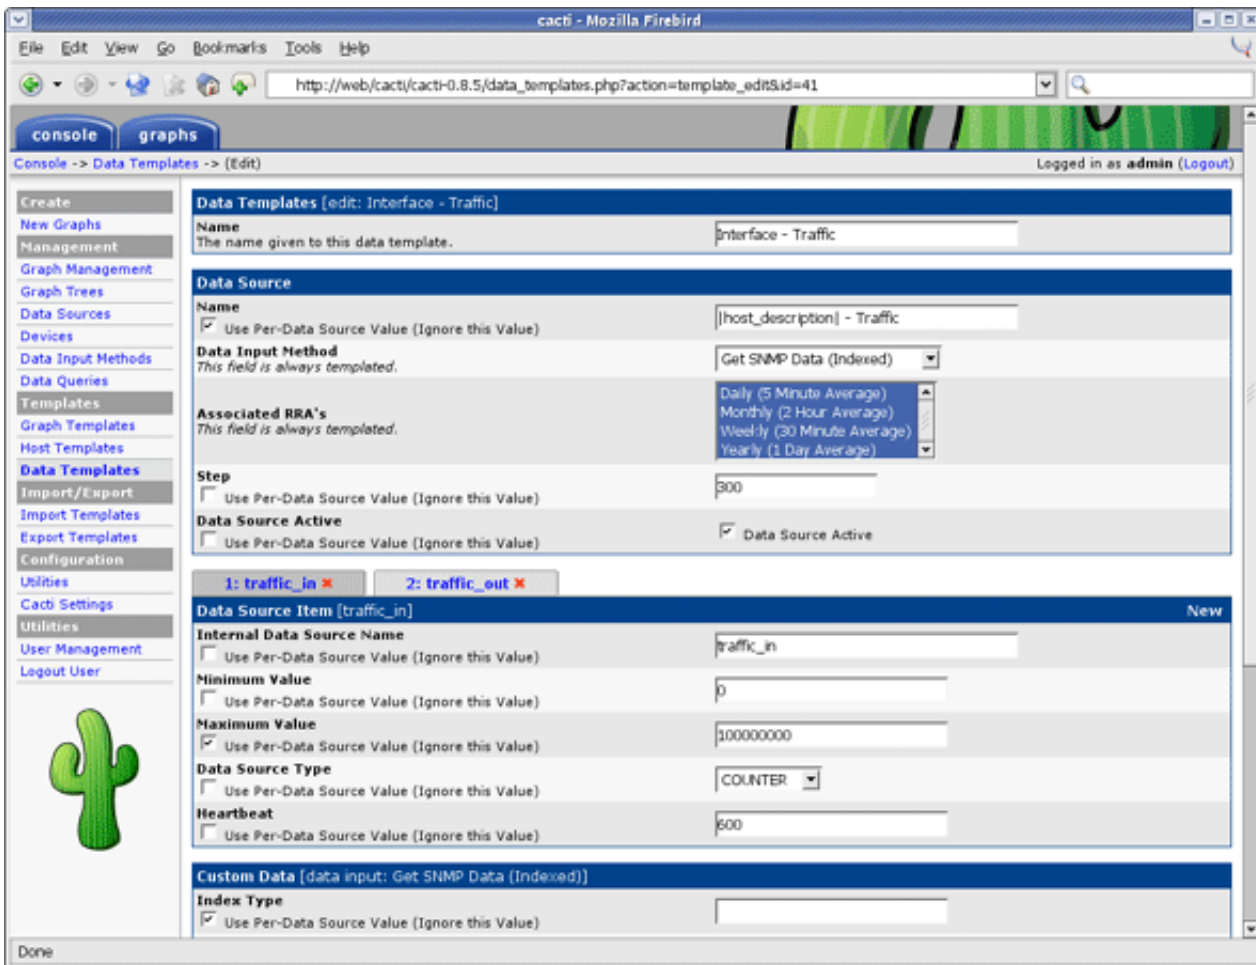 cacti - Mozilla Firebird
File Edit View Go Bookmarks Tools Help
http://web/cacti/cacti-0.8.5/data_templates.php?action=template_edit&id=41
console graphs
Console -> Data Templates -> (Edit) Logged in as admin (Logout)
Create
New Graphs
Management
Graph Management
Graph Trees
Data Sources
Devices
Data Input Methods
Data Queries
Templates
Graph Templates
Host Templates
Data Templates
Import/Export
Import Templates
Export Templates
Configuration
Utilities
Cacti Settings
Utilities
User Management
Logout User
Data Templates [edit: Interface - Traffic]
Name
The name given to this data template.
Interface - Traffic
Data Source
Name
Use Per-Data Source Value (Ignore this Value)
|host_description| - Traffic
Data Input Method
This field is always templated.
Get SNMP Data (Indexed)
Associated RRA's
This field is always templated.
Daily (5 Minute Average)
Monthly (2 Hour Average)
Weekly (30 Minute Average)
Yearly (1 Day Average)
Step
Use Per-Data Source Value (Ignore this Value)
300
Data Source Active
Use Per-Data Source Value (Ignore this Value)
Data Source Active
1: traffic_in 2: traffic_out
Data Source Item [traffic_in] New
Internal Data Source Name
Use Per-Data Source Value (Ignore this Value)
traffic_in
Minimum Value
Use Per-Data Source Value (Ignore this Value)
0
Maximum Value
Use Per-Data Source Value (Ignore this Value)
100000000
Data Source Type
Use Per-Data Source Value (Ignore this Value)
COUNTER
Heartbeat
Use Per-Data Source Value (Ignore this Value)
600
Custom Data [data input: Get SNMP Data (Indexed)]
Index Type
Use Per-Data Source Value (Ignore this Value)
Done